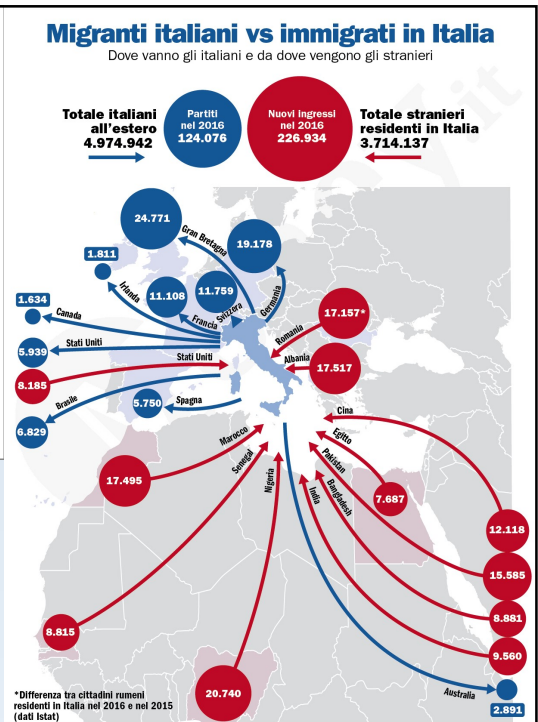 Migranti italiani vs immigrati in Italia
Dove vanno gli italiani e da dove vengono gli stranieri
Totale italiani
all'estero
4.974.942
Partiti
nel 2016
124.076
Nuovi ingressi
nel 2016
226.934
Totale stranieri
residenti in Italia
3.714.137
24.771
Gran Bretagna
19.178
Germania
1.811
Irlanda
11.108
Francia
11.759
Svizzera
1.634
Canada
17.157*
Romania
5.939
Stati Uniti
Stati Uniti
8.185
Albania
17.517
Brasile
6.829
5.750
Spagna
Cina
Marocco
17.495
Senegal
Nigeria
Egitto
Pakistan
Bangladesh
India
7.687
12.118
15.585
8.881
8.815
9.560
20.740
Australia
2.891
*Differenza tra cittadini rumeni
residenti in Italia nel 2016 e nel 2015
(dati Istat)